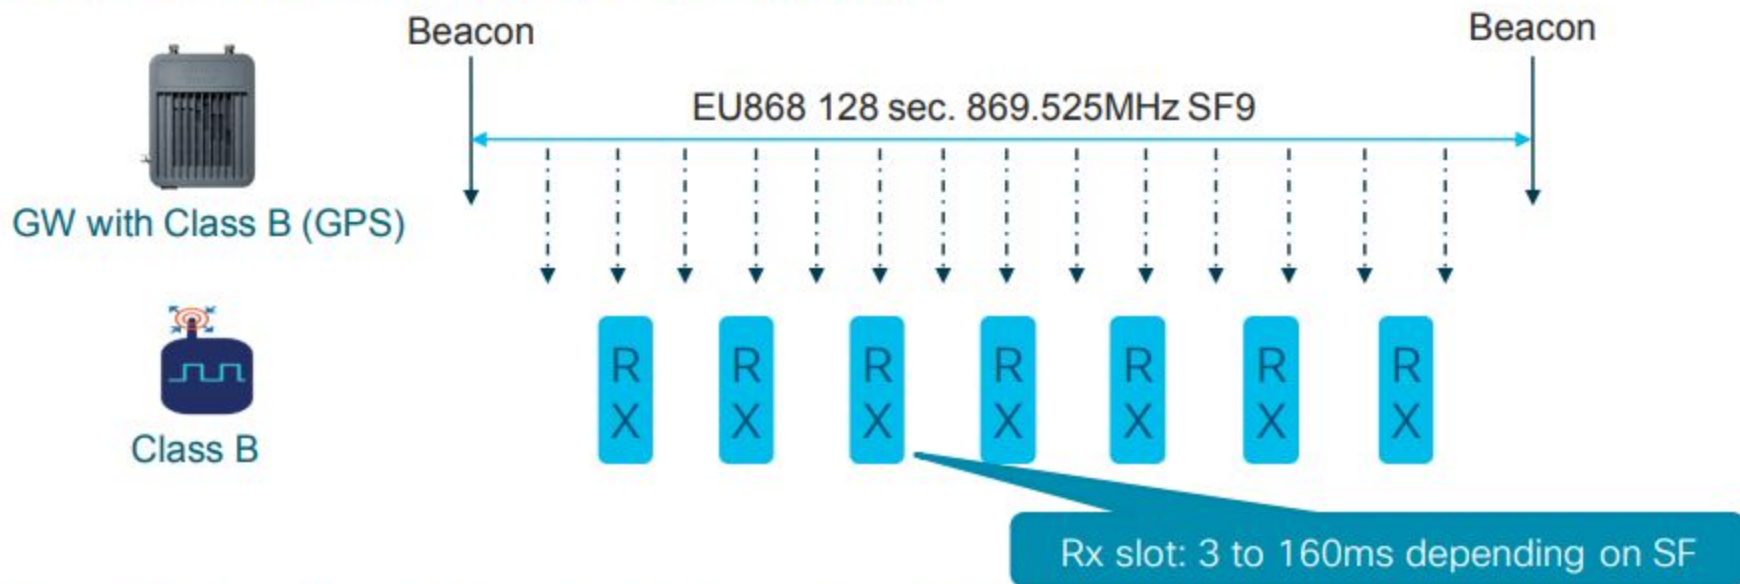 Beacon
Beacon
EU868 128 sec. 869.525MHz SF9
GW with Class B (GPS)
R
X
R
X
R
X
R
X
R
X
R
X
R
X
Class B
Rx slot: 3 to 160ms depending on SF